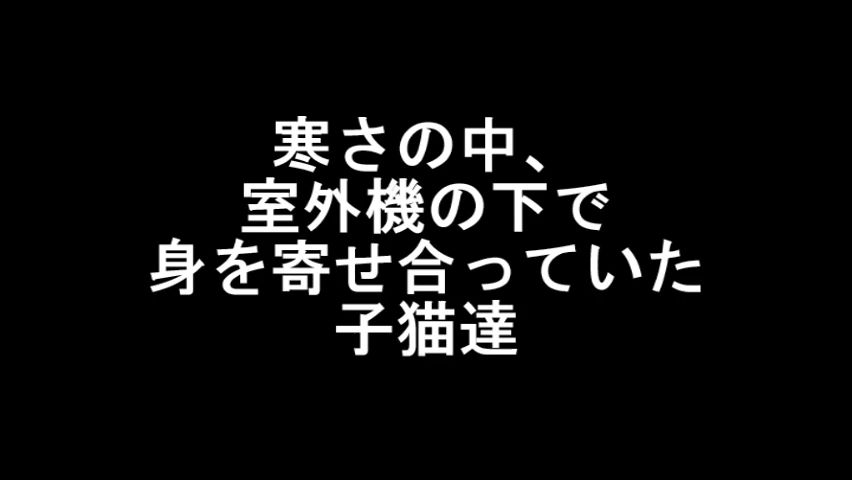 寒さの中、
室外機の下で
身を寄せ合っていた
子猫達